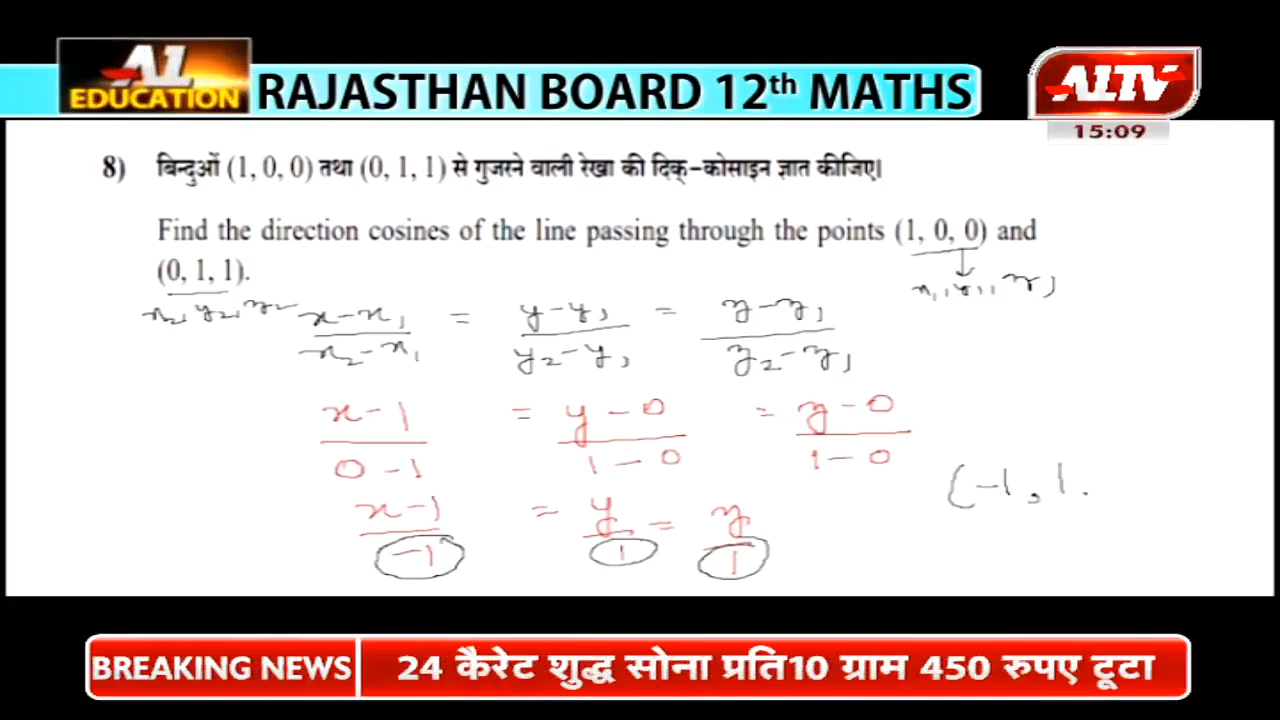 A1
EDUCATION
RAJASTHAN BOARD 12th MATHS
A1TV
15:09
8) बिन्दुओं (1, 0, 0) तथा (0, 1, 1) से गुजरने वाली रेखा की दिक्-कोसाइन ज्ञात कीजिए।
Find the direction cosines of the line passing through the points (1, 0, 0) and
(0, 1, 1).
x₁, y₁, z₁
x₂, y₂, z₂
x-x₁ / x₂-x₁ = y-y₁ / y₂-y₁ = z-z₁ / z₂-z₁
x-1 / 0-1 = y-0 / 1-0 = z-0 / 1-0
x-1 / -1 = y / 1 = z / 1
(-1, 1.
BREAKING NEWS
24 कैरेट शुद्ध सोना प्रति10 ग्राम 450 रुपए टूटा